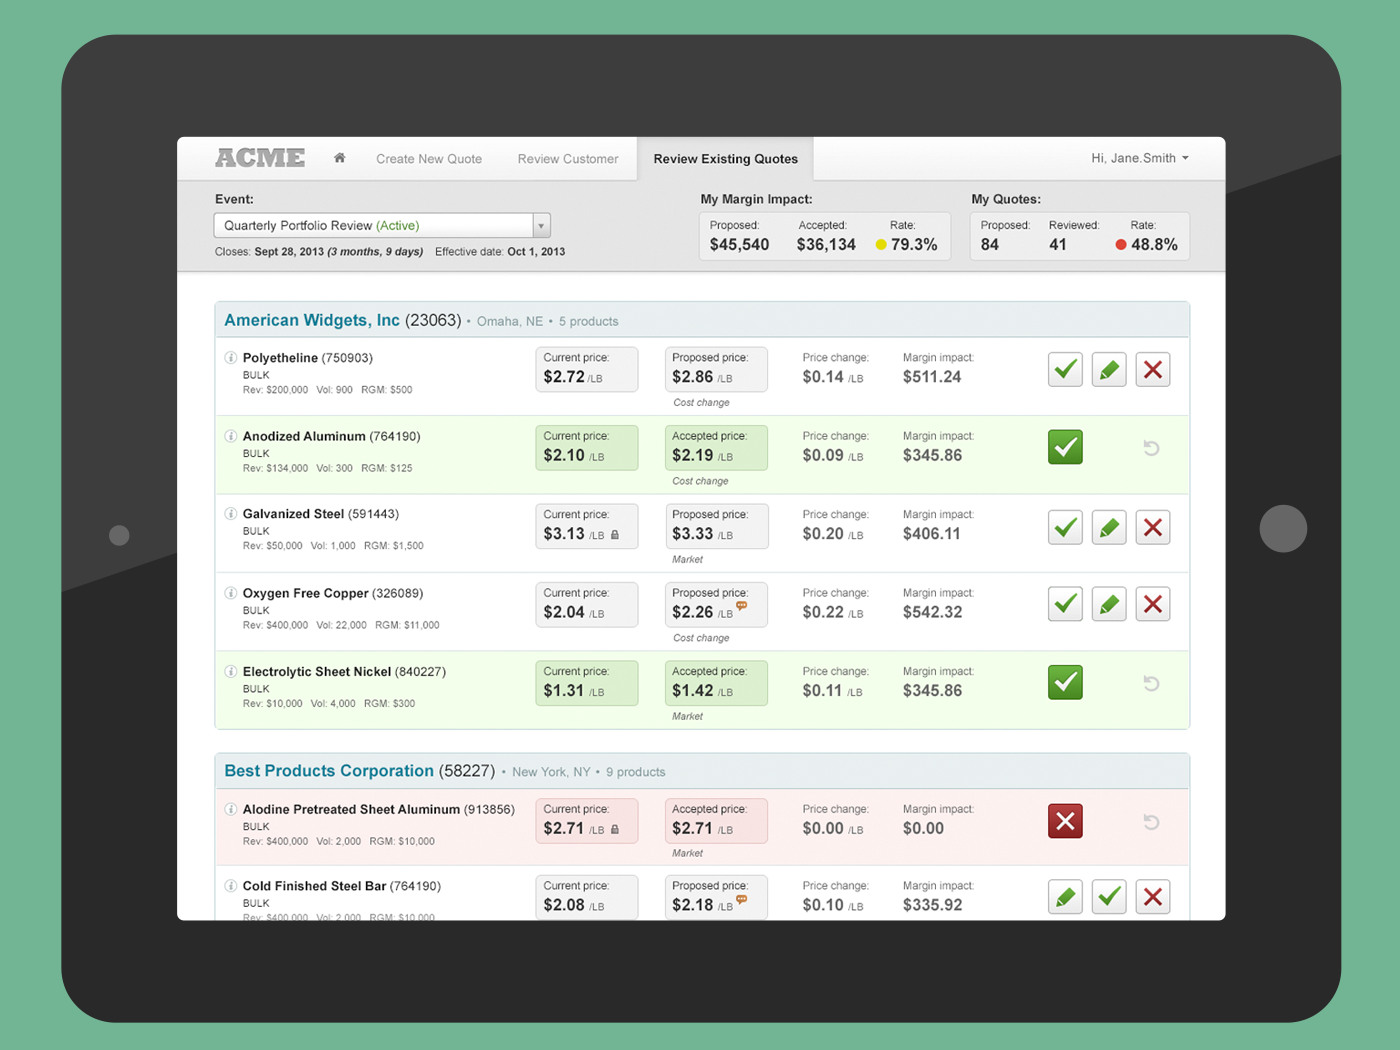 ACME Create New Quote Review Customer Review Existing Quotes Hi, Jane.Smith
Event: My Margin Impact: My Quotes:
Quarterly Portfolio Review (Active) Proposed: Accepted: Rate: Proposed: Reviewed: Rate:
$45,540 $36,134 79.3% 84 41 48.8%
Closes: Sept 28, 2013 (3 months, 9 days) Effective date: Oct 1, 2013
American Widgets, Inc (23063) • Omaha, NE • 5 products
Polyetheline (750903) Current price: Proposed price: Price change: Margin impact:
BULK $2.72 /LB $2.86 /LB $0.14 /LB $511.24
Rev: $200,000 Vol: 900 RGM: $500
Cost change
Anodized Aluminum (764190) Current price: Accepted price: Price change: Margin impact:
BULK $2.10 /LB $2.19 /LB $0.09 /LB $345.86
Rev: $134,000 Vol: 300 RGM: $125
Cost change
Galvanized Steel (591443) Current price: Proposed price: Price change: Margin impact:
BULK $3.13 /LB $3.33 /LB $0.20 /LB $406.11
Rev: $50,000 Vol: 1,000 RGM: $1,500
Market
Oxygen Free Copper (326089) Current price: Proposed price: Price change: Margin impact:
BULK $2.04 /LB $2.26 /LB $0.22 /LB $542.32
Rev: $400,000 Vol: 22,000 RGM: $11,000
Cost change
Electrolytic Sheet Nickel (840227) Current price: Accepted price: Price change: Margin impact:
BULK $1.31 /LB $1.42 /LB $0.11 /LB $345.86
Rev: $10,000 Vol: 4,000 RGM: $300
Market
Best Products Corporation (58227) • New York, NY • 9 products
Alodine Pretreated Sheet Aluminum (913856) Current price: Accepted price: Price change: Margin impact:
BULK $2.71 /LB $2.71 /LB $0.00 /LB $0.00
Rev: $400,000 Vol: 2,000 RGM: $10,000
Market
Cold Finished Steel Bar (764190) Current price: Proposed price: Price change: Margin impact:
BULK $2.08 /LB $2.18 /LB $0.10 /LB $335.92
Rev: $400,000 Vol: 2,000 RGM: $10,000